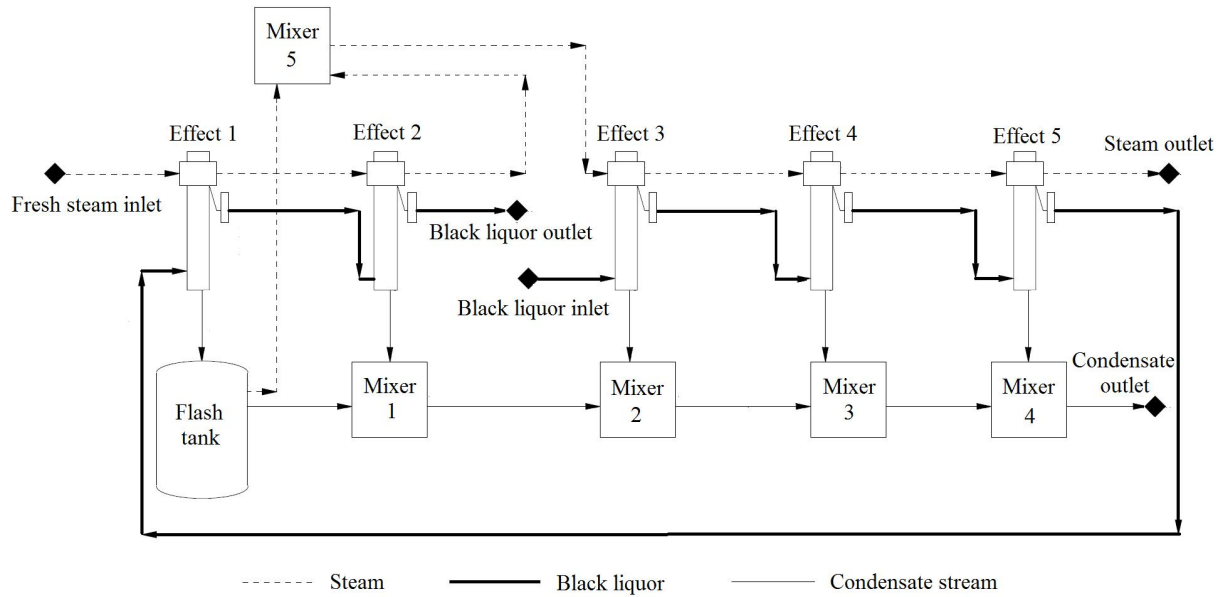 Mixer
5
Effect 1
Effect 2
Effect 3
Effect 4
Effect 5
Steam outlet
Fresh steam inlet
Black liquor outlet
Black liquor inlet
Condensate
outlet
Flash
tank
Mixer
1
Mixer
2
Mixer
3
Mixer
4
Steam
Black liquor
Condensate stream